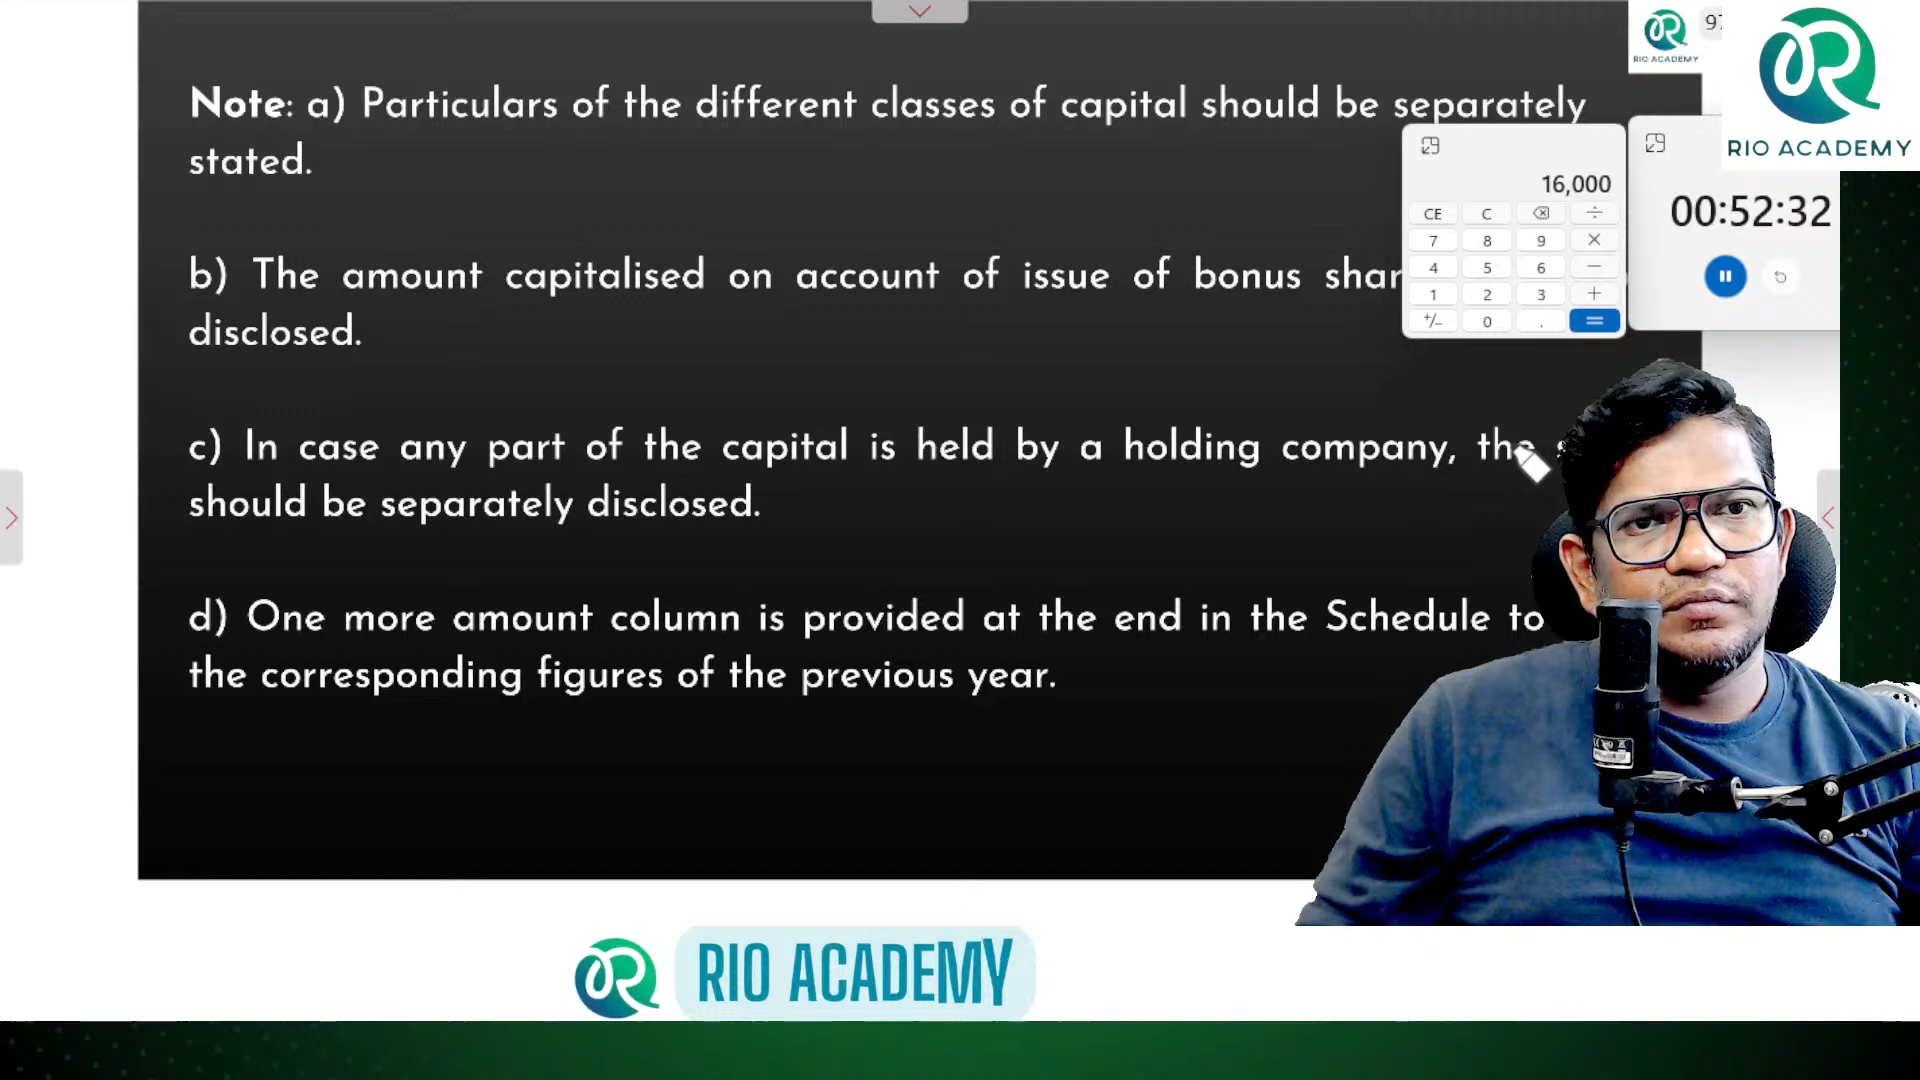 Note: a) Particulars of the different classes of capital should be separately
stated.
b) The amount capitalised on account of issue of bonus
disclosed.
c) In case any part of the capital is held by a holding company, the
should be separately disclosed.
d) One more amount column is provided at the end in the Schedule to
the corresponding figures of the previous year.
RIO ACADEMY
RIO ACADEMY
16,000
CE C ÷
7 8 9 ×
4 5 6 −
1 2 3 +
+/− 0 . =
00:52:32
RIO ACADEMY